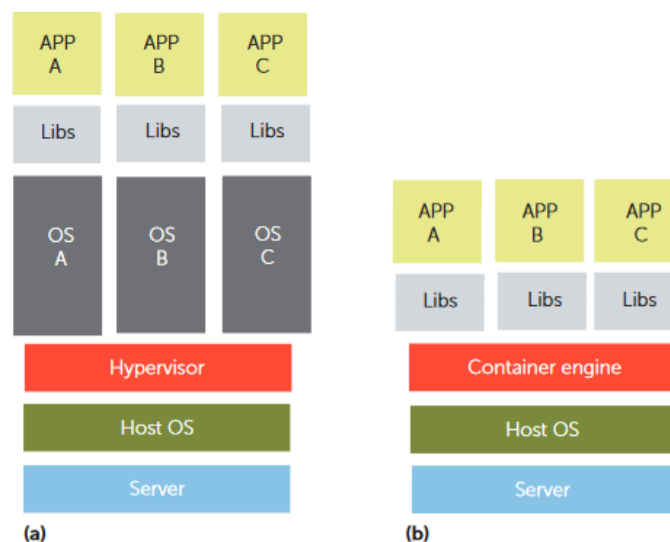 APP
A
APP
B
APP
C
Libs
Libs
Libs
OS
A
OS
B
OS
C
Hypervisor
Host OS
Server
(a)
APP
A
APP
B
APP
C
Libs
Libs
Libs
Container engine
Host OS
Server
(b)